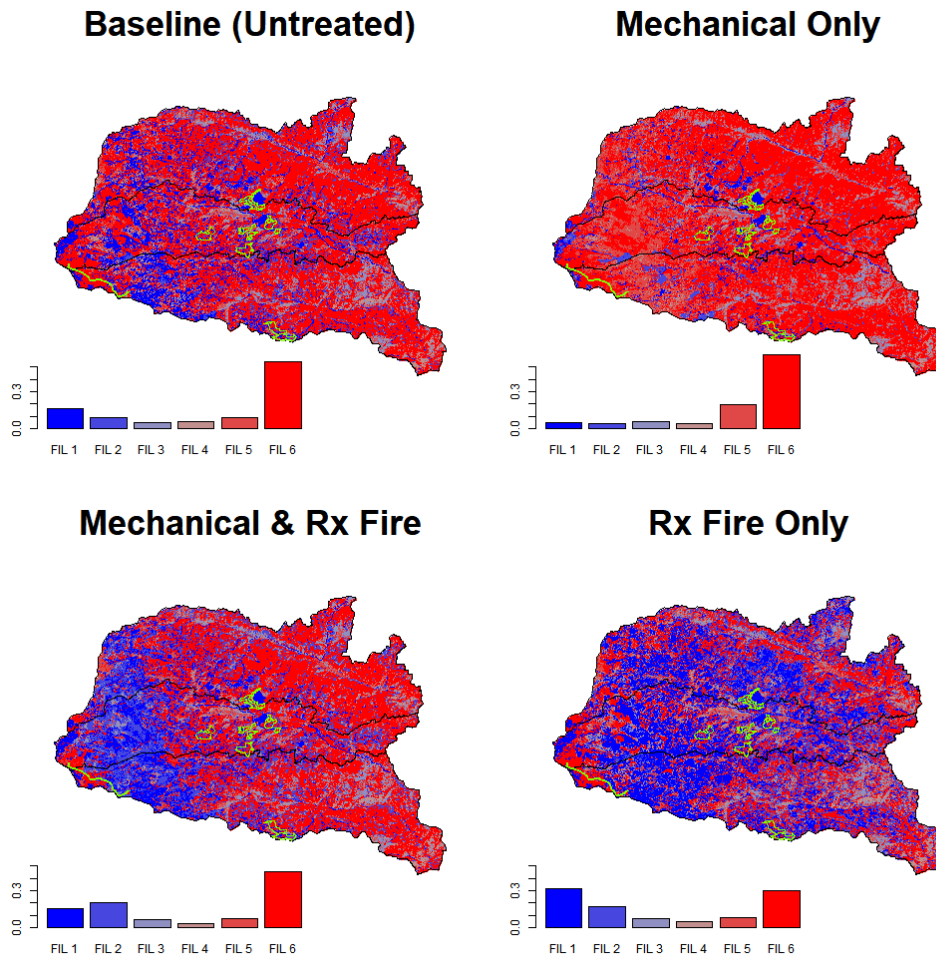 Baseline (Untreated)
Mechanical Only
0.3
0.0
FIL 1 FIL 2 FIL 3 FIL 4 FIL 5 FIL 6
0.3
0.0
FIL 1 FIL 2 FIL 3 FIL 4 FIL 5 FIL 6
Mechanical & Rx Fire
Rx Fire Only
0.3
0.0
FIL 1 FIL 2 FIL 3 FIL 4 FIL 5 FIL 6
0.3
0.0
FIL 1 FIL 2 FIL 3 FIL 4 FIL 5 FIL 6